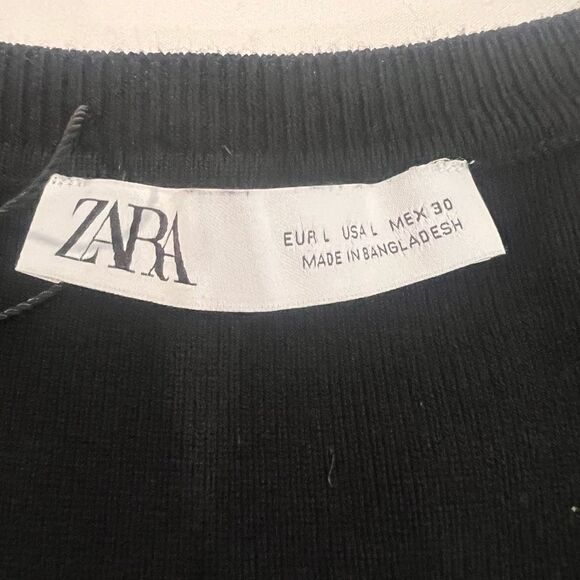 ZARA
EUR L USA L MEX 30
MADE IN BANGLADESH